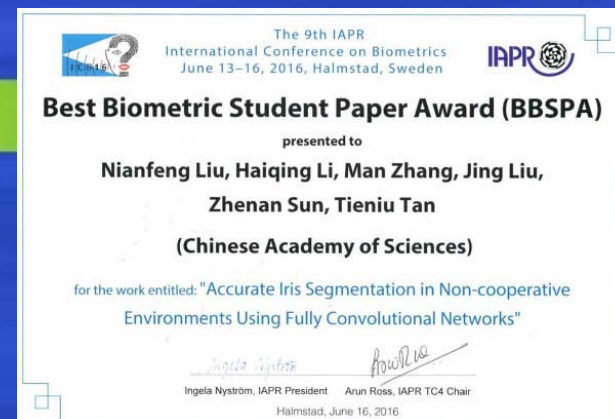 The 9th IAPR
International Conference on Biometrics
June 13–16, 2016, Halmstad, Sweden
ICB16
IAPR
Best Biometric Student Paper Award (BBSPA)
presented to
Nianfeng Liu, Haiqing Li, Man Zhang, Jing Liu,
Zhenan Sun, Tieniu Tan
(Chinese Academy of Sciences)
for the work entitled: "Accurate Iris Segmentation in Non-cooperative
Environments Using Fully Convolutional Networks"
Ingela Nyström
Ingela Nyström, IAPR President
Arun Ross, IAPR TC4 Chair
Halmstad, June 16, 2016